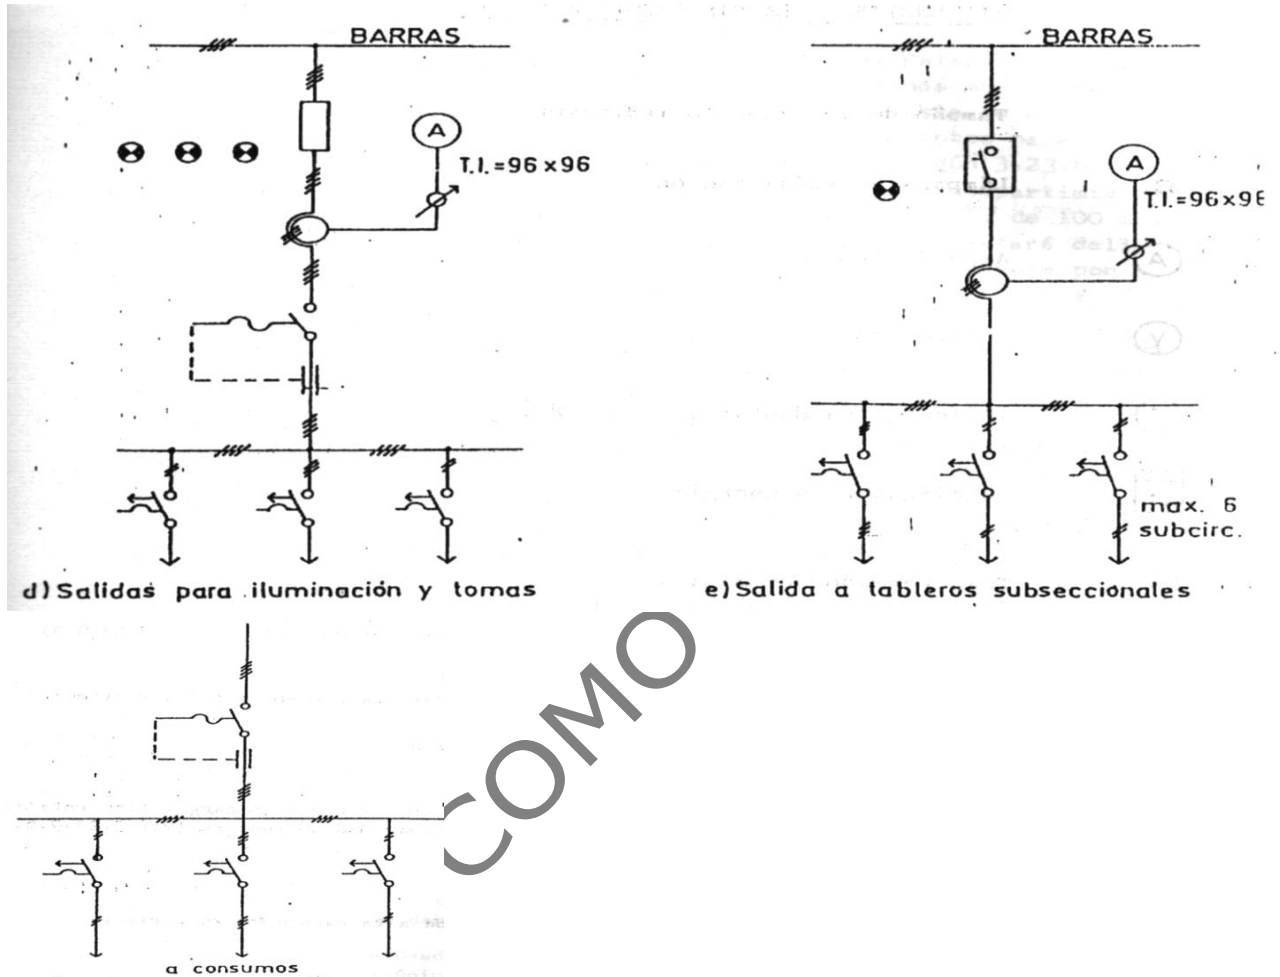 BARRAS
A
T.I.=96x96
d) Salidas para iluminación y tomas
BARRAS
A
T.I.=96x96
max. 6
subcirc.
e) Salida a tableros subseccionales
COMO
a consumos